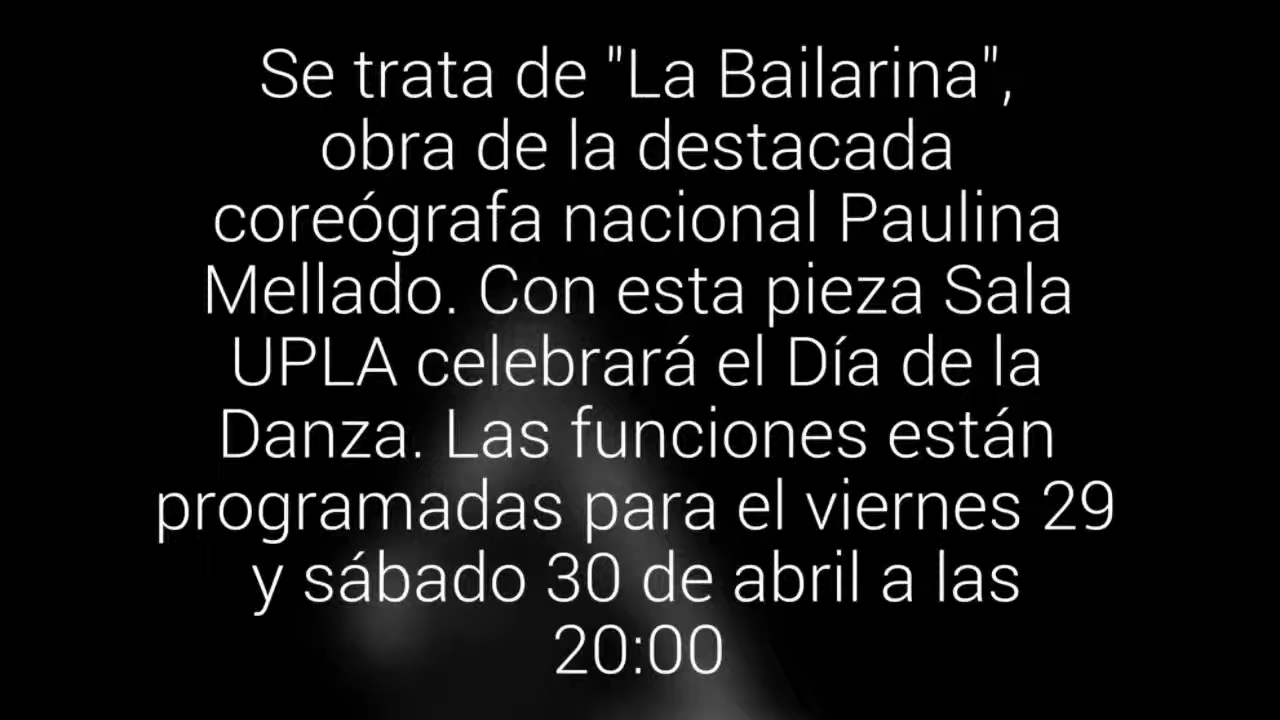 Se trata de "La Bailarina",
obra de la destacada
coreógrafa nacional Paulina
Mellado. Con esta pieza Sala
UPLA celebrará el Día de la
Danza. Las funciones están
programadas para el viernes 29
y sábado 30 de abril a las
20:00